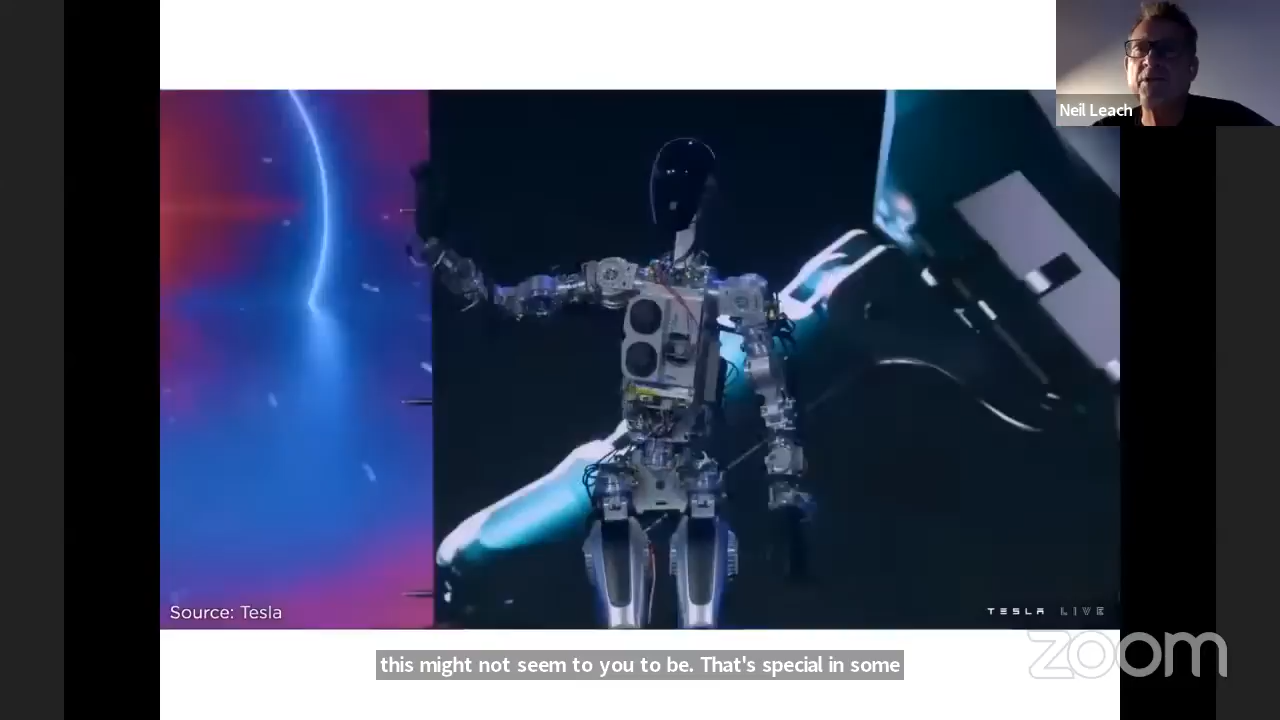 Neil Leach
Source: Tesla
TESLA LIVE
this might not seem to you to be. That's special in some
zoom